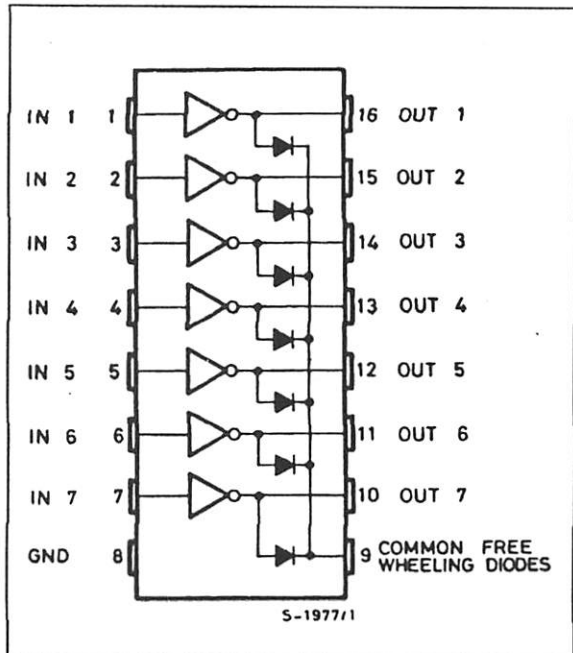 IN 1 1 16 OUT 1
IN 2 2 15 OUT 2
IN 3 3 14 OUT 3
IN 4 4 13 OUT 4
IN 5 5 12 OUT 5
IN 6 6 11 OUT 6
IN 7 7 10 OUT 7
GND 8 9 COMMON FREE
WHEELING DIODES
S-1977/1